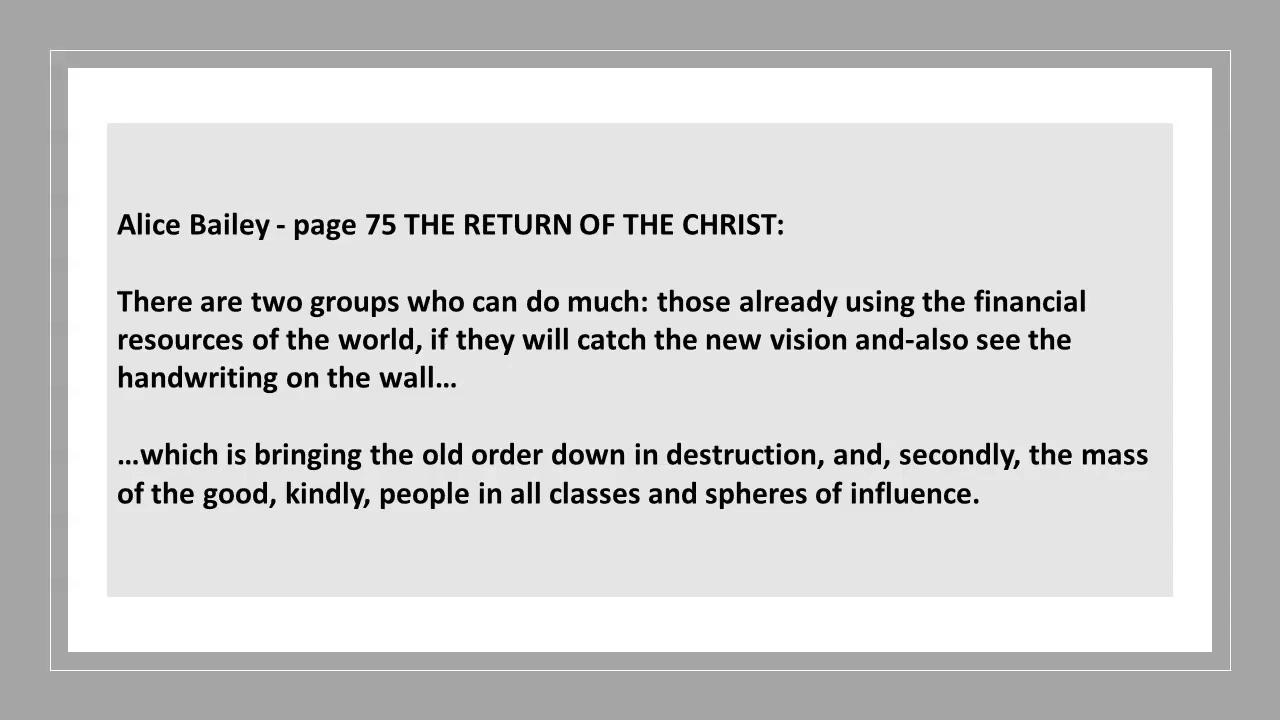 Alice Bailey - page 75 THE RETURN OF THE CHRIST:
There are two groups who can do much: those already using the financial
resources of the world, if they will catch the new vision and-also see the
handwriting on the wall…
…which is bringing the old order down in destruction, and, secondly, the mass
of the good, kindly, people in all classes and spheres of influence.